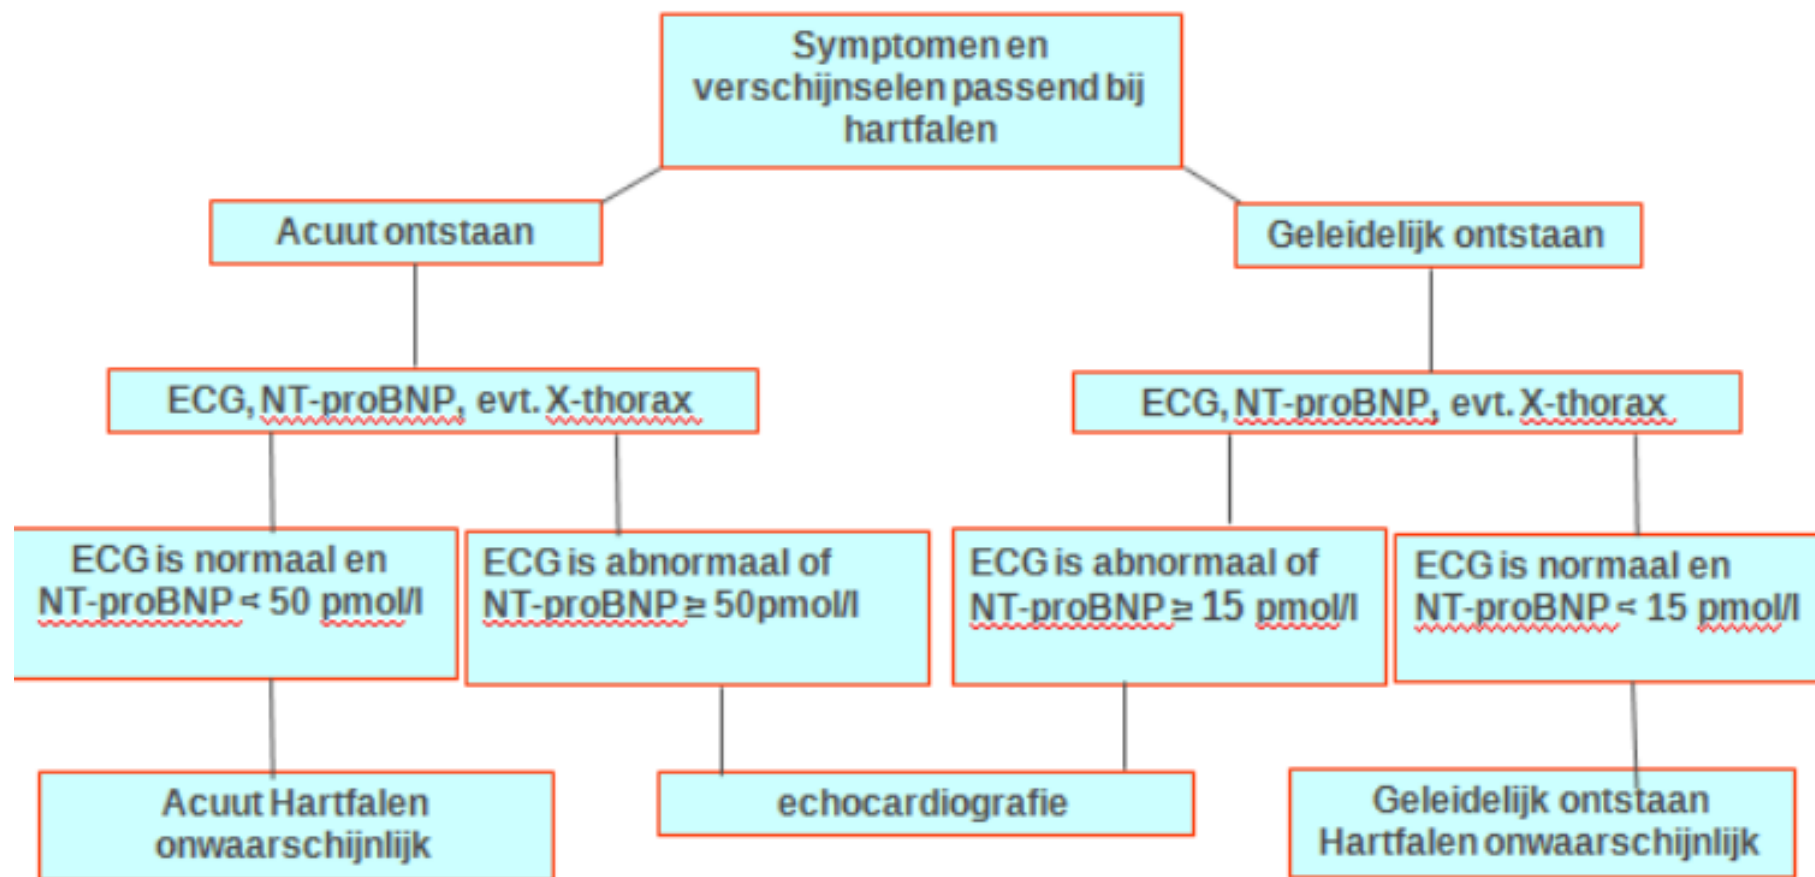 Symptomen en
verschijnselen passend bij
hartfalen
Acuut ontstaan
Geleidelijk ontstaan
ECG, NT-proBNP, evt. X-thorax
ECG, NT-proBNP, evt. X-thorax
ECG is normaal en
NT-proBNP < 50 pmol/l
ECG is abnormaal of
NT-proBNP ≥ 50pmol/l
ECG is abnormaal of
NT-proBNP ≥ 15 pmol/l
ECG is normaal en
NT-proBNP < 15 pmol/l
Acuut Hartfalen
onwaarschijnlijk
echocardiografie
Geleidelijk ontstaan
Hartfalen onwaarschijnlijk